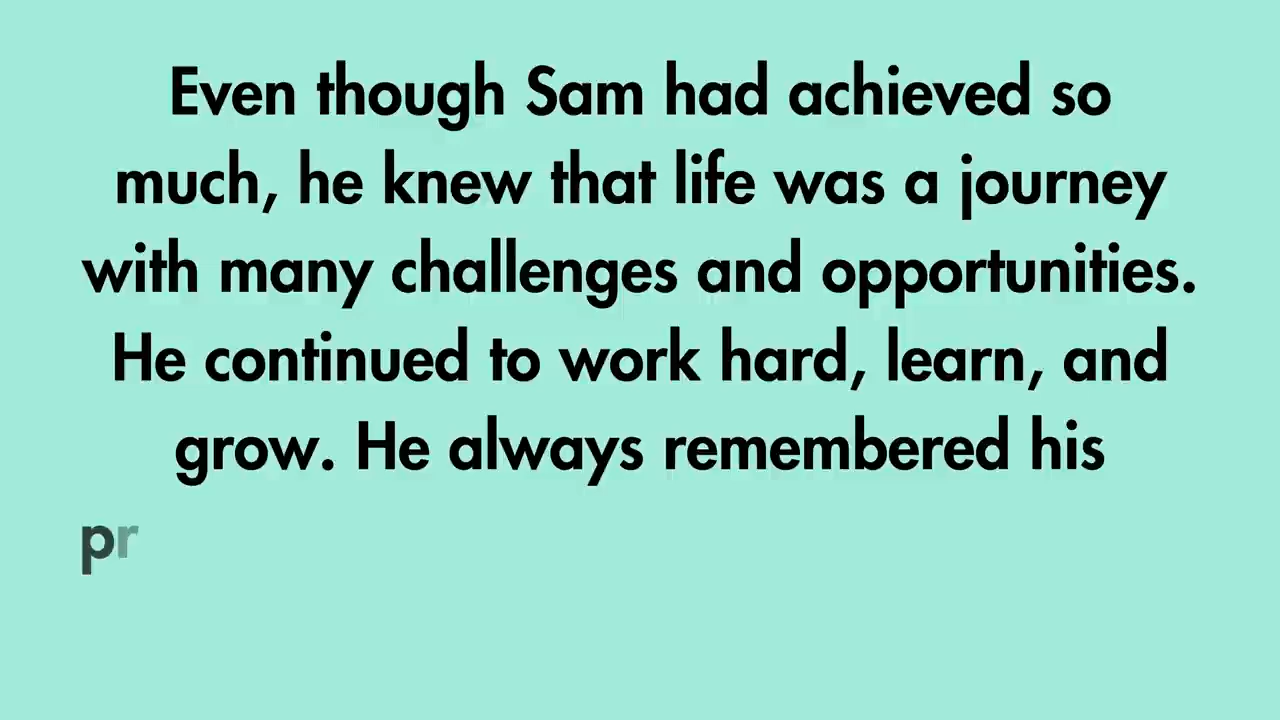 Even though Sam had achieved so
much, he knew that life was a journey
with many challenges and opportunities.
He continued to work hard, learn, and
grow. He always remembered his
pr